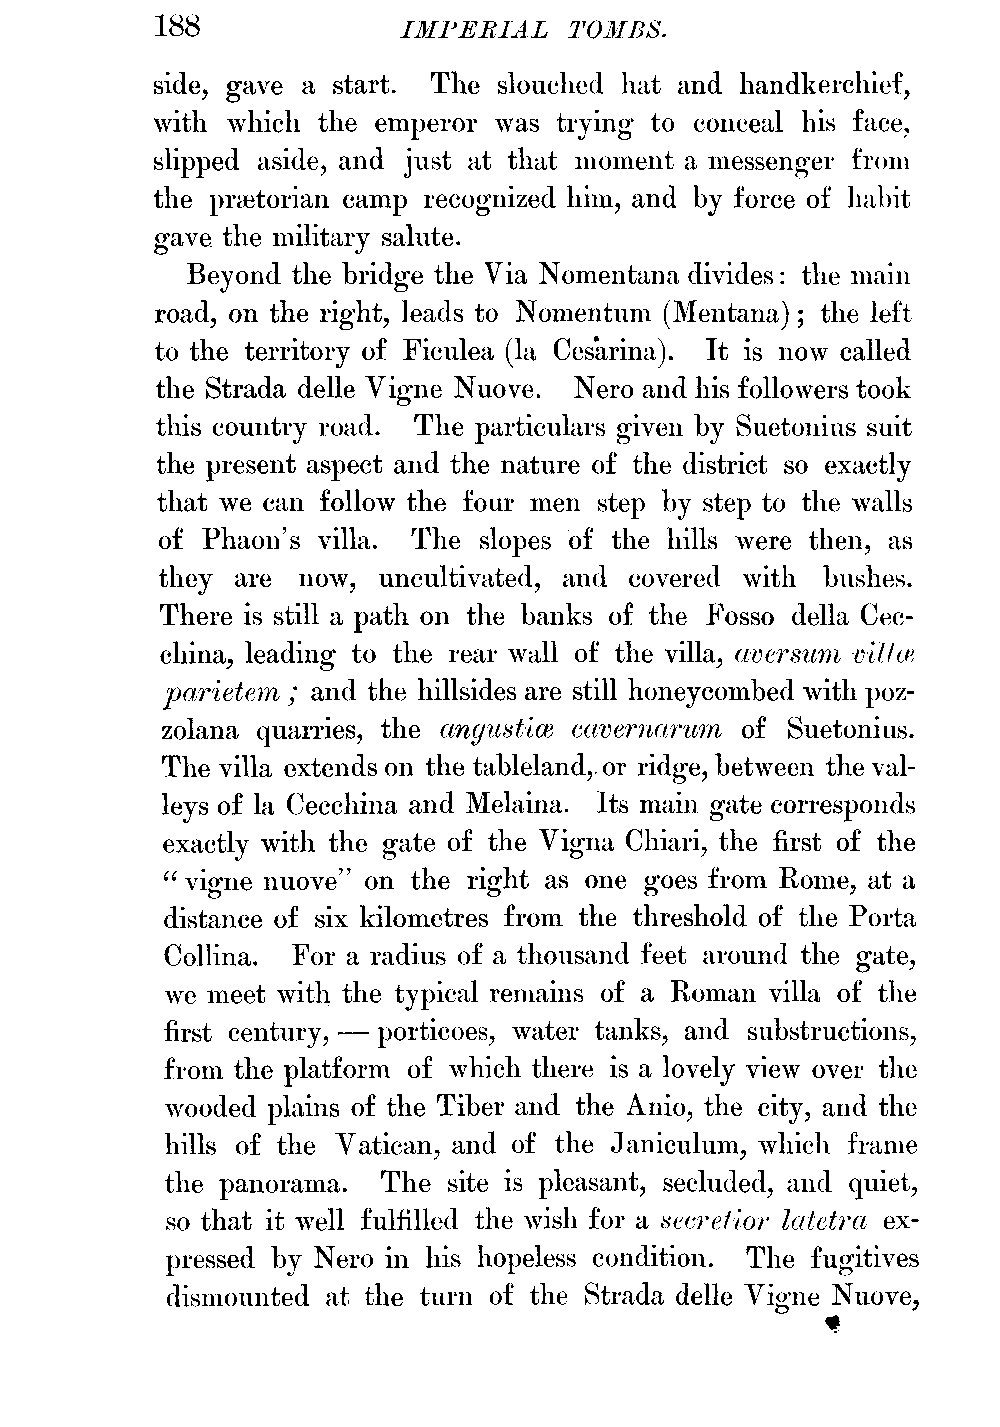 188 IMPERIAL TOMBS.
side, gave a start. The slouched hat and handkerchief,
with which the emperor was trying to conceal his face,
slipped aside, and just at that moment a messenger from
the prætorian camp recognized him, and by force of habit
gave the military salute.
Beyond the bridge the Via Nomentana divides: the main
road, on the right, leads to Nomentum (Mentana); the left
to the territory of Ficulea (la Cesarina). It is now called
the Strada delle Vigne Nuove. Nero and his followers took
this country road. The particulars given by Suetonius suit
the present aspect and the nature of the district so exactly
that we can follow the four men step by step to the walls
of Phaon's villa. The slopes of the hills were then, as
they are now, uncultivated, and covered with bushes.
There is still a path on the banks of the Fosso della Cec-
china, leading to the rear wall of the villa, aversum villæ
parietem; and the hillsides are still honeycombed with poz-
zolana quarries, the angustiæ cavernarum of Suetonius.
The villa extends on the tableland, or ridge, between the val-
leys of la Cecchina and Melaina. Its main gate corresponds
exactly with the gate of the Vigna Chiari, the first of the
"vigne nuove" on the right as one goes from Rome, at a
distance of six kilometres from the threshold of the Porta
Collina. For a radius of a thousand feet around the gate,
we meet with the typical remains of a Roman villa of the
first century, — porticoes, water tanks, and substructions,
from the platform of which there is a lovely view over the
wooded plains of the Tiber and the Anio, the city, and the
hills of the Vatican, and of the Janiculum, which frame
the panorama. The site is pleasant, secluded, and quiet,
so that it well fulfilled the wish for a secretior latetra ex-
pressed by Nero in his hopeless condition. The fugitives
dismounted at the turn of the Strada delle Vigne Nuove,